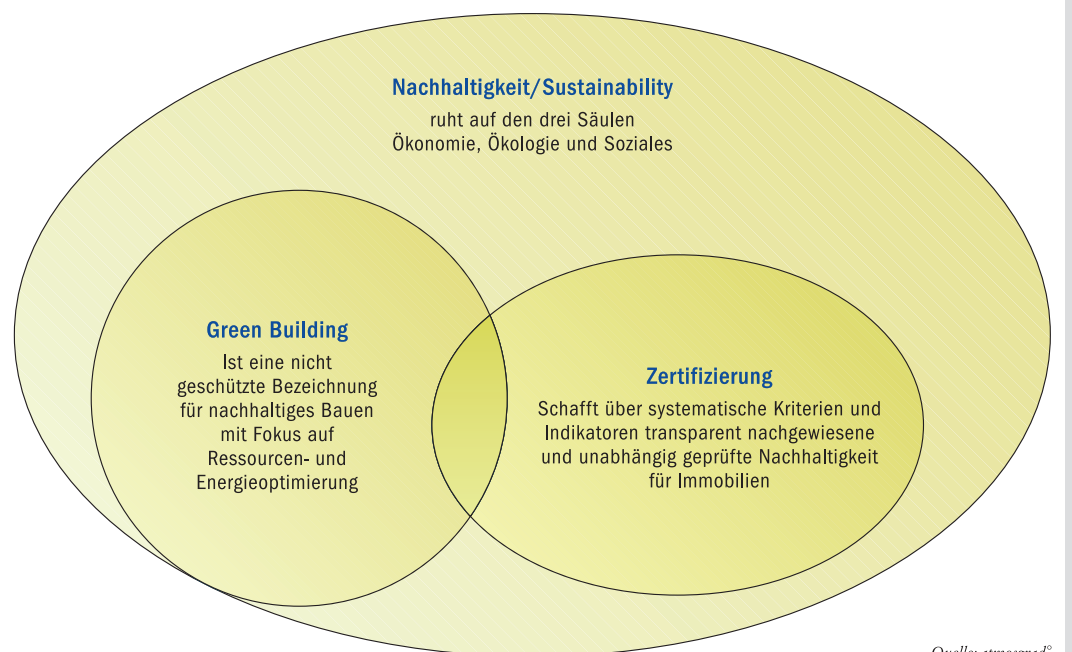 Nachhaltigkeit/Sustainability
ruht auf den drei Säulen
Ökonomie, Ökologie und Soziales
Green Building
Ist eine nicht
geschützte Bezeichnung
für nachhaltiges Bauen
mit Fokus auf
Ressourcen- und
Energieoptimierung
Zertifizierung
Schafft über systematische Kriterien und
Indikatoren transparent nachgewiesene
und unabhängig geprüfte Nachhaltigkeit
für Immobilien